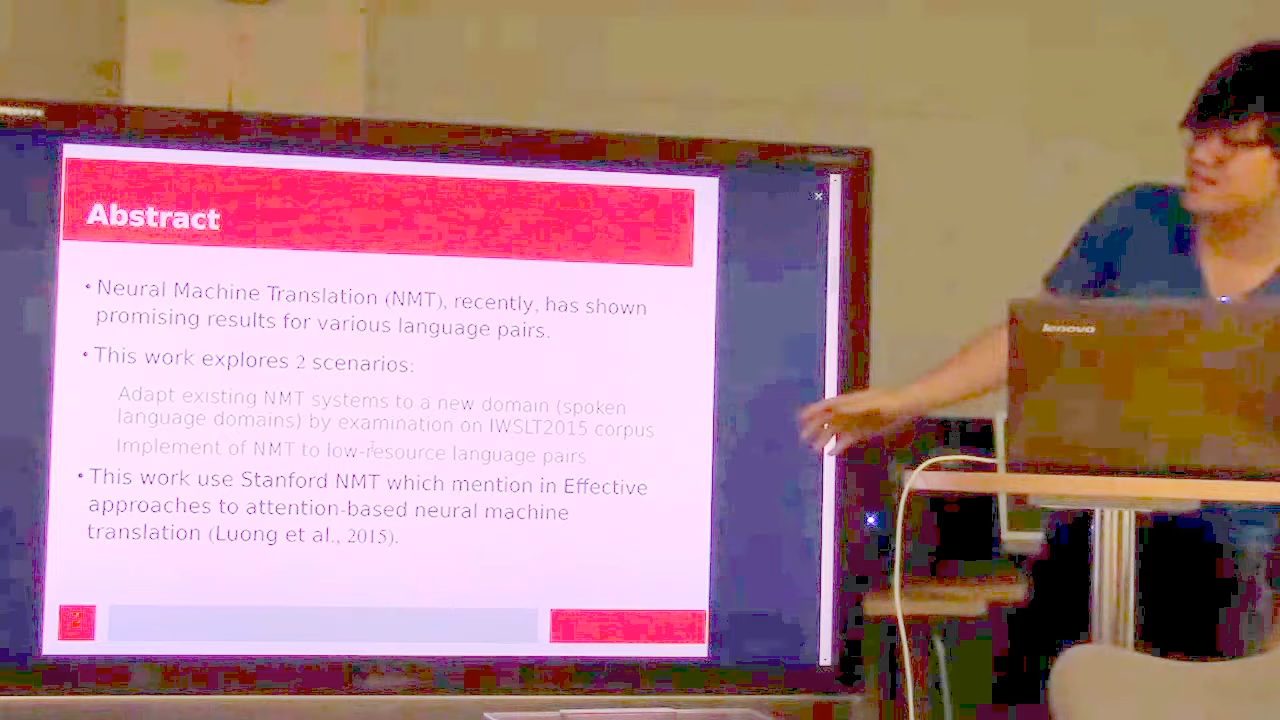 Abstract
• Neural Machine Translation (NMT), recently, has shown
promising results for various language pairs.
• This work explores 2 scenarios:
Adapt existing NMT systems to a new domain (spoken
language domains) by examination on IWSLT2015 corpus
Implement of NMT to low-resource language pairs.
• This work use Stanford NMT which mention in Effective
approaches to attention-based neural machine
translation (Luong et al., 2015).
2
lenovo